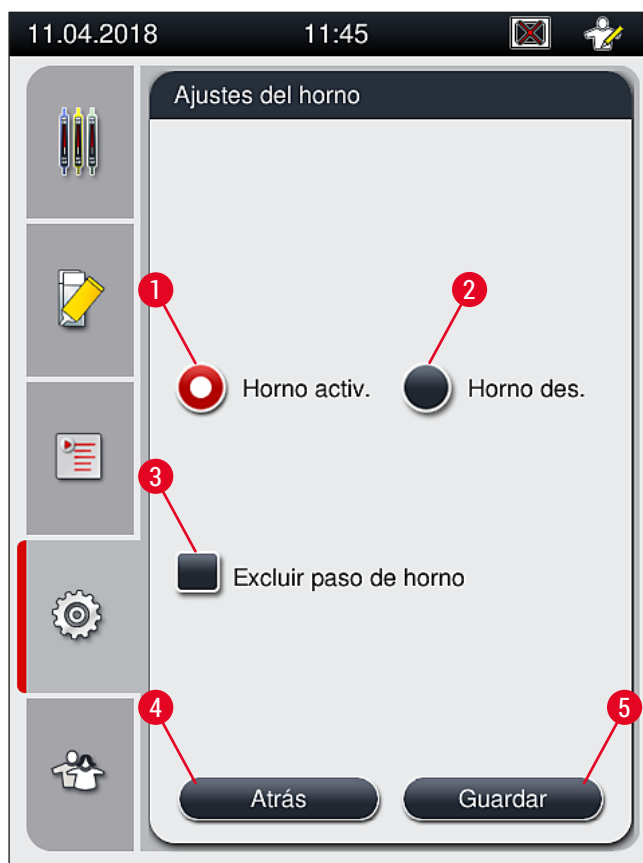 11.04.2018 11:45
Ajustes del horno
1 2
Horno activ. Horno des.
3
Excluir paso de horno
4 5
Atrás Guardar